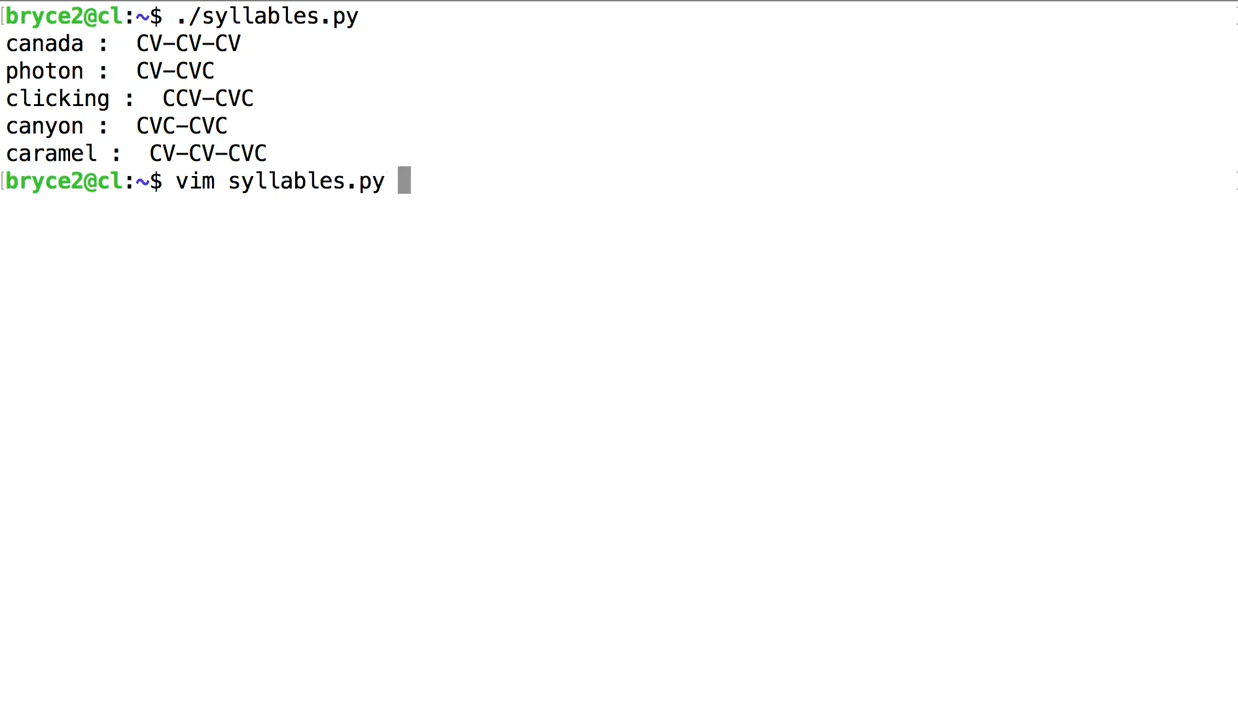 [bryce2@cl:~$ ./syllables.py ]
canada :  CV-CV-CV
photon :  CV-CVC
clicking :  CCV-CVC
canyon :  CVC-CVC
caramel :  CV-CV-CVC
[bryce2@cl:~$ vim syllables.py ]